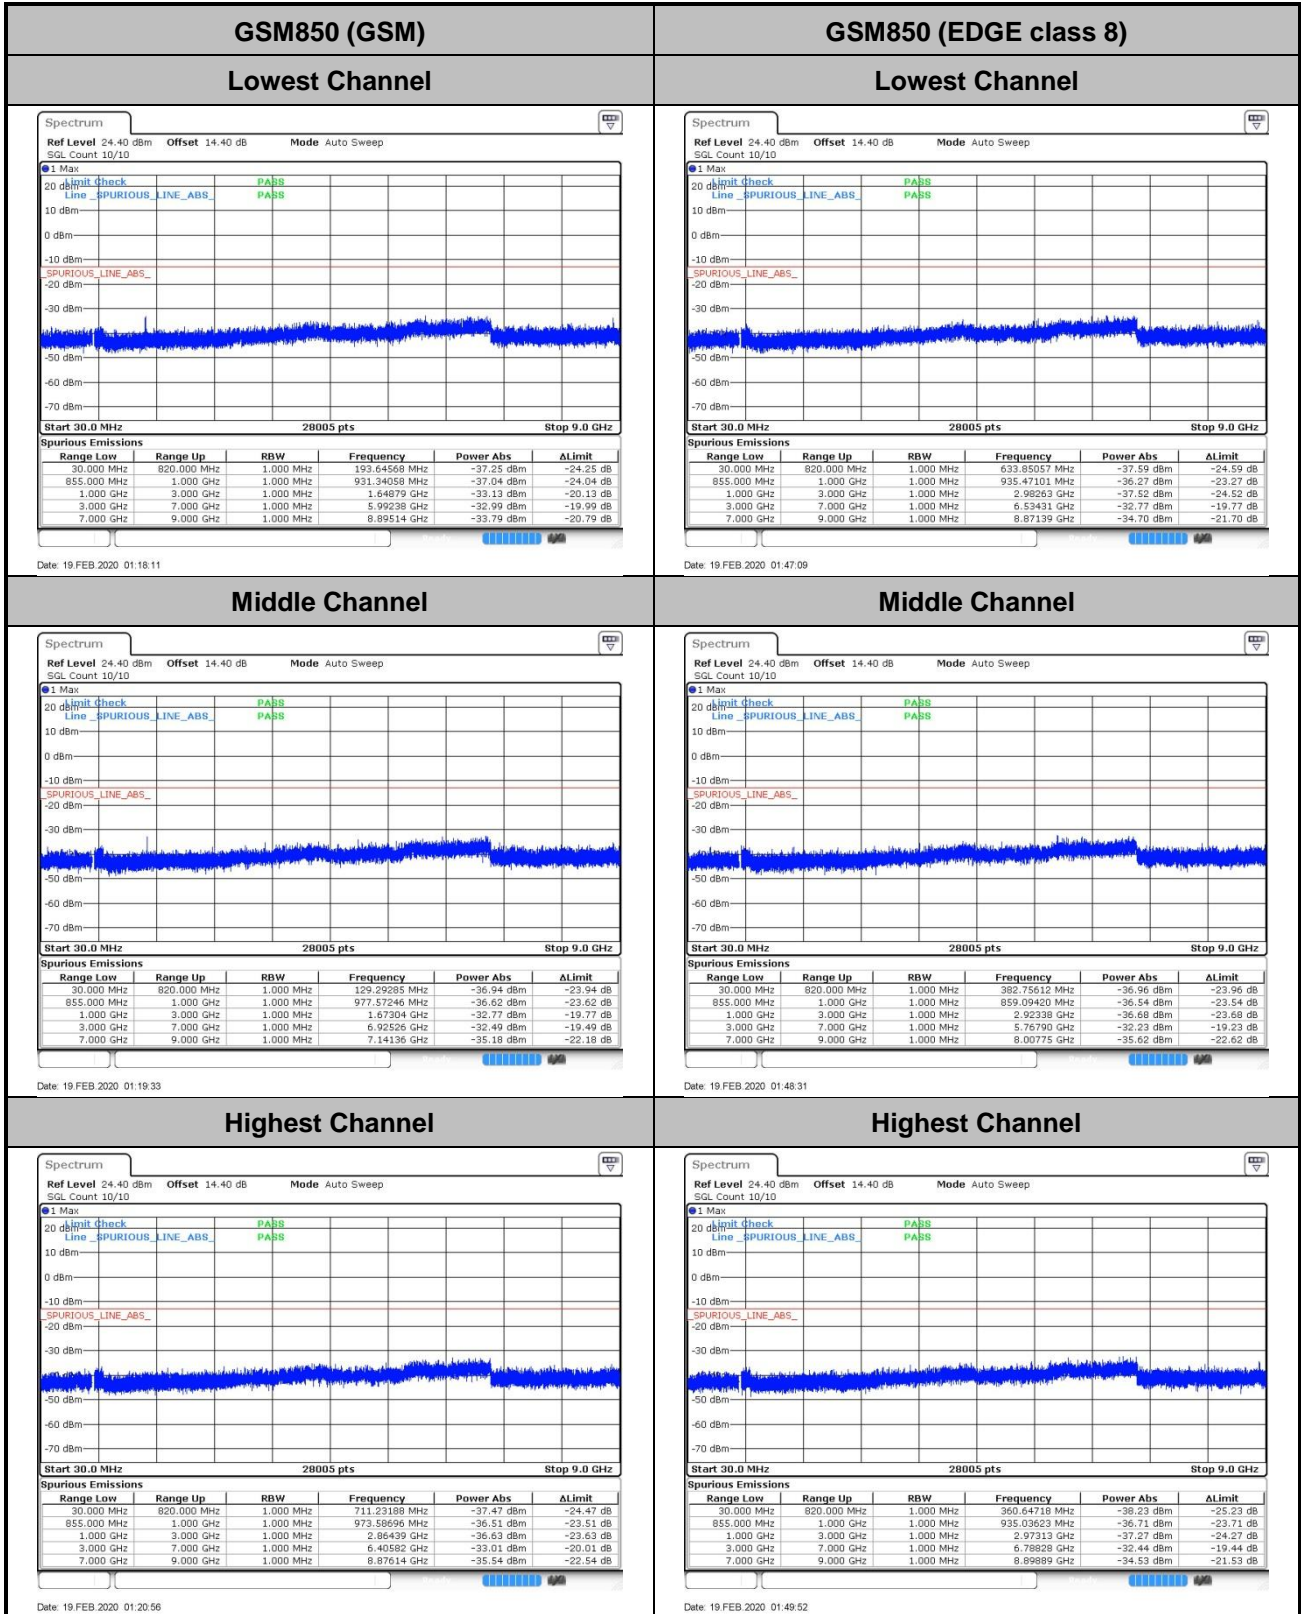 GSM850 (GSM)
GSM850 (EDGE class 8)
Lowest Channel
Lowest Channel
Spectrum
Ref Level 24.40 dBm Offset 14.40 dB Mode Auto Sweep
SGL Count 10/10
1 Max
Limit Check PASS
Line _SPURIOUS_LINE_ABS_ PASS
20 dBm
10 dBm
0 dBm
-10 dBm
_SPURIOUS_LINE_ABS_
-20 dBm
-30 dBm
-50 dBm
-60 dBm
-70 dBm
Start 30.0 MHz 28005 pts Stop 9.0 GHz
Spurious Emissions
Range Low Range Up RBW Frequency Power Abs ΔLimit
30.000 MHz 820.000 MHz 1.000 MHz 193.64568 MHz -37.25 dBm -24.25 dB
855.000 MHz 1.000 GHz 1.000 MHz 931.34058 MHz -37.04 dBm -24.04 dB
1.000 GHz 3.000 GHz 1.000 MHz 1.64879 GHz -33.13 dBm -20.13 dB
3.000 GHz 7.000 GHz 1.000 MHz 5.99238 GHz -32.99 dBm -19.99 dB
7.000 GHz 9.000 GHz 1.000 MHz 8.89514 GHz -33.79 dBm -20.79 dB
Date: 19.FEB.2020 01:18:11
Spectrum
Ref Level 24.40 dBm Offset 14.40 dB Mode Auto Sweep
SGL Count 10/10
1 Max
Limit Check PASS
Line _SPURIOUS_LINE_ABS_ PASS
20 dBm
10 dBm
0 dBm
-10 dBm
_SPURIOUS_LINE_ABS_
-20 dBm
-30 dBm
-50 dBm
-60 dBm
-70 dBm
Start 30.0 MHz 28005 pts Stop 9.0 GHz
Spurious Emissions
Range Low Range Up RBW Frequency Power Abs ΔLimit
30.000 MHz 820.000 MHz 1.000 MHz 633.85057 MHz -37.59 dBm -24.59 dB
855.000 MHz 1.000 GHz 1.000 MHz 935.47101 MHz -36.27 dBm -23.27 dB
1.000 GHz 3.000 GHz 1.000 MHz 2.98263 GHz -37.52 dBm -24.52 dB
3.000 GHz 7.000 GHz 1.000 MHz 6.53431 GHz -32.77 dBm -19.77 dB
7.000 GHz 9.000 GHz 1.000 MHz 8.87139 GHz -34.70 dBm -21.70 dB
Date: 19.FEB.2020 01:47:09
Middle Channel
Middle Channel
Spectrum
Ref Level 24.40 dBm Offset 14.40 dB Mode Auto Sweep
SGL Count 10/10
1 Max
Limit Check PASS
Line _SPURIOUS_LINE_ABS_ PASS
20 dBm
10 dBm
0 dBm
-10 dBm
_SPURIOUS_LINE_ABS_
-20 dBm
-30 dBm
-50 dBm
-60 dBm
-70 dBm
Start 30.0 MHz 28005 pts Stop 9.0 GHz
Spurious Emissions
Range Low Range Up RBW Frequency Power Abs ΔLimit
30.000 MHz 820.000 MHz 1.000 MHz 129.29285 MHz -36.94 dBm -23.94 dB
855.000 MHz 1.000 GHz 1.000 MHz 977.57246 MHz -36.62 dBm -23.62 dB
1.000 GHz 3.000 GHz 1.000 MHz 1.67304 GHz -32.77 dBm -19.77 dB
3.000 GHz 7.000 GHz 1.000 MHz 6.92526 GHz -32.49 dBm -19.49 dB
7.000 GHz 9.000 GHz 1.000 MHz 7.14136 GHz -35.18 dBm -22.18 dB
Date: 19.FEB.2020 01:19:33
Spectrum
Ref Level 24.40 dBm Offset 14.40 dB Mode Auto Sweep
SGL Count 10/10
1 Max
Limit Check PASS
Line _SPURIOUS_LINE_ABS_ PASS
20 dBm
10 dBm
0 dBm
-10 dBm
_SPURIOUS_LINE_ABS_
-20 dBm
-30 dBm
-50 dBm
-60 dBm
-70 dBm
Start 30.0 MHz 28005 pts Stop 9.0 GHz
Spurious Emissions
Range Low Range Up RBW Frequency Power Abs ΔLimit
30.000 MHz 820.000 MHz 1.000 MHz 382.75612 MHz -36.96 dBm -23.96 dB
855.000 MHz 1.000 GHz 1.000 MHz 859.09420 MHz -36.54 dBm -23.54 dB
1.000 GHz 3.000 GHz 1.000 MHz 2.92338 GHz -36.68 dBm -23.68 dB
3.000 GHz 7.000 GHz 1.000 MHz 5.76790 GHz -32.23 dBm -19.23 dB
7.000 GHz 9.000 GHz 1.000 MHz 8.00775 GHz -35.62 dBm -22.62 dB
Date: 19.FEB.2020 01:48:31
Highest Channel
Highest Channel
Spectrum
Ref Level 24.40 dBm Offset 14.40 dB Mode Auto Sweep
SGL Count 10/10
1 Max
Limit Check PASS
Line _SPURIOUS_LINE_ABS_ PASS
20 dBm
10 dBm
0 dBm
-10 dBm
_SPURIOUS_LINE_ABS_
-20 dBm
-30 dBm
-50 dBm
-60 dBm
-70 dBm
Start 30.0 MHz 28005 pts Stop 9.0 GHz
Spurious Emissions
Range Low Range Up RBW Frequency Power Abs ΔLimit
30.000 MHz 820.000 MHz 1.000 MHz 711.23188 MHz -37.47 dBm -24.47 dB
855.000 MHz 1.000 GHz 1.000 MHz 973.58696 MHz -36.51 dBm -23.51 dB
1.000 GHz 3.000 GHz 1.000 MHz 2.86439 GHz -36.63 dBm -23.63 dB
3.000 GHz 7.000 GHz 1.000 MHz 6.40582 GHz -33.01 dBm -20.01 dB
7.000 GHz 9.000 GHz 1.000 MHz 8.87614 GHz -35.54 dBm -22.54 dB
Date: 19.FEB.2020 01:20:56
Spectrum
Ref Level 24.40 dBm Offset 14.40 dB Mode Auto Sweep
SGL Count 10/10
1 Max
Limit Check PASS
Line _SPURIOUS_LINE_ABS_ PASS
20 dBm
10 dBm
0 dBm
-10 dBm
_SPURIOUS_LINE_ABS_
-20 dBm
-30 dBm
-50 dBm
-60 dBm
-70 dBm
Start 30.0 MHz 28005 pts Stop 9.0 GHz
Spurious Emissions
Range Low Range Up RBW Frequency Power Abs ΔLimit
30.000 MHz 820.000 MHz 1.000 MHz 360.64718 MHz -38.23 dBm -25.23 dB
855.000 MHz 1.000 GHz 1.000 MHz 935.03623 MHz -36.71 dBm -23.71 dB
1.000 GHz 3.000 GHz 1.000 MHz 2.97313 GHz -37.27 dBm -24.27 dB
3.000 GHz 7.000 GHz 1.000 MHz 6.78828 GHz -32.44 dBm -19.44 dB
7.000 GHz 9.000 GHz 1.000 MHz 8.89889 GHz -34.53 dBm -21.53 dB
Date: 19.FEB.2020 01:49:52